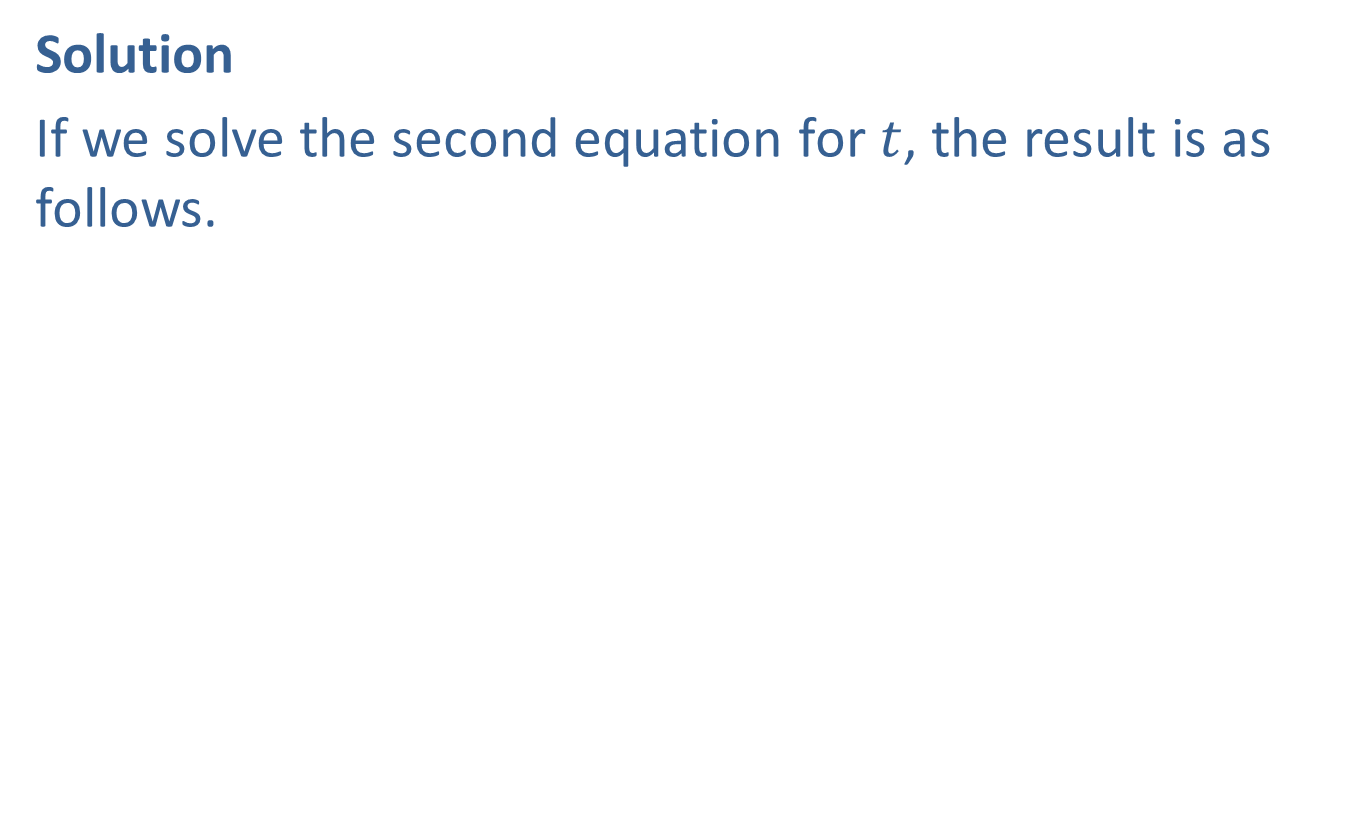 Solution
If we solve the second equation for t, the result is as
follows.